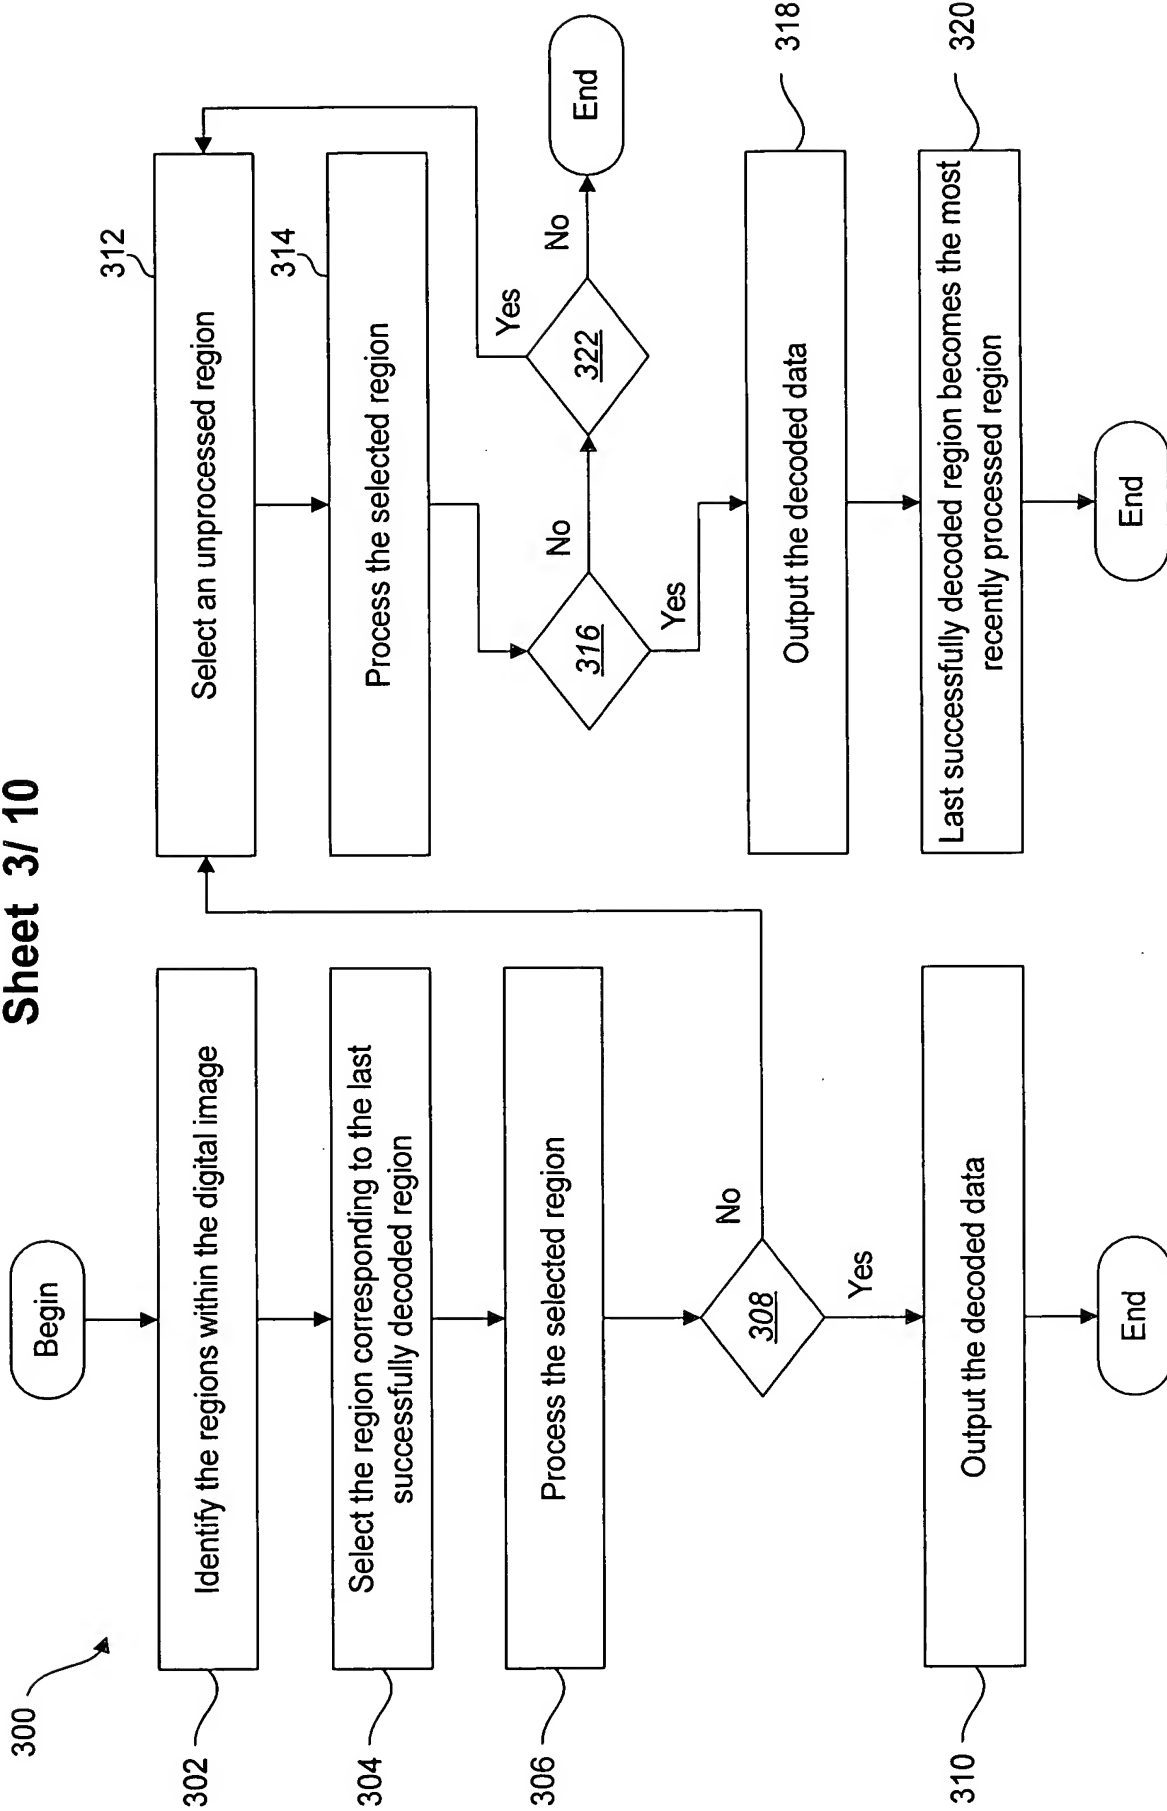 Sheet 3/ 10
300
Begin
302
Identify the regions within the digital image
304
Select the region corresponding to the last
successfully decoded region
306
Process the selected region
308
No
Yes
310
Output the decoded data
End
312
Select an unprocessed region
314
Process the selected region
316
No
Yes
322
Yes
No
End
318
Output the decoded data
320
Last successfully decoded region becomes the most
recently processed region
End